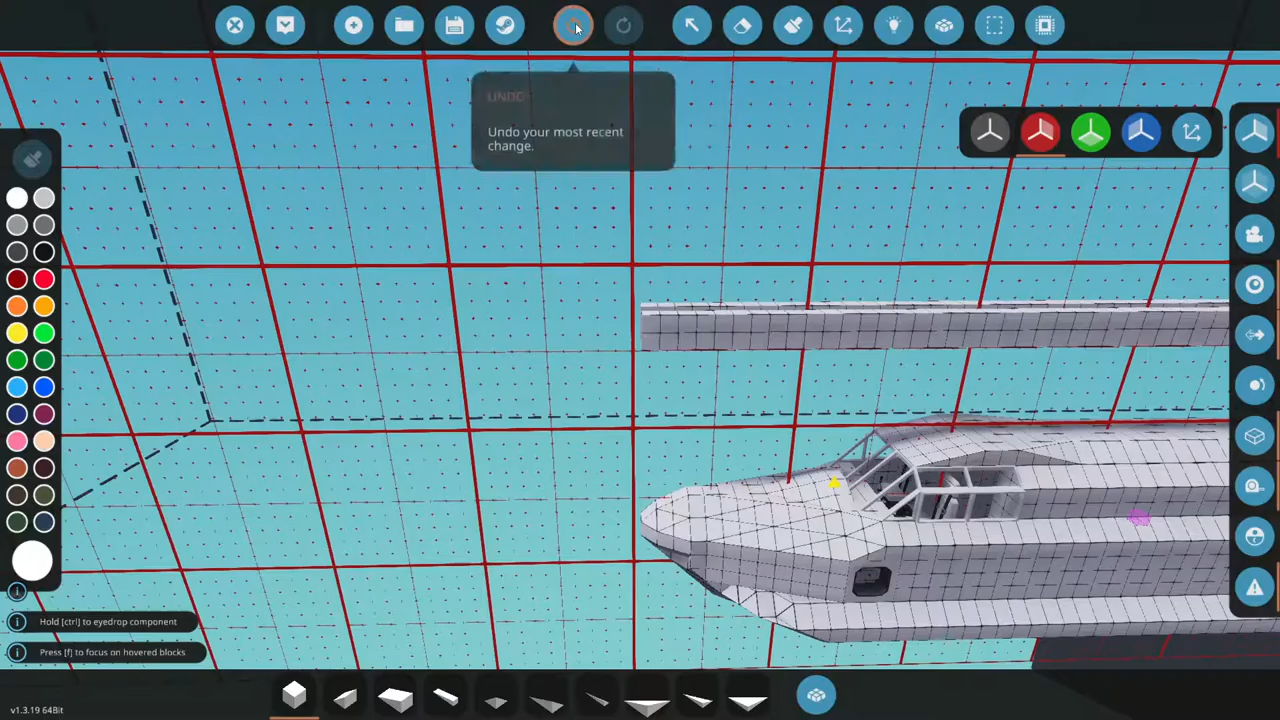 UNDO
Undo your most recent
change.
Hold [ctrl] to eyedrop component
Press [f] to focus on hovered blocks
v1.3.19 64Bit